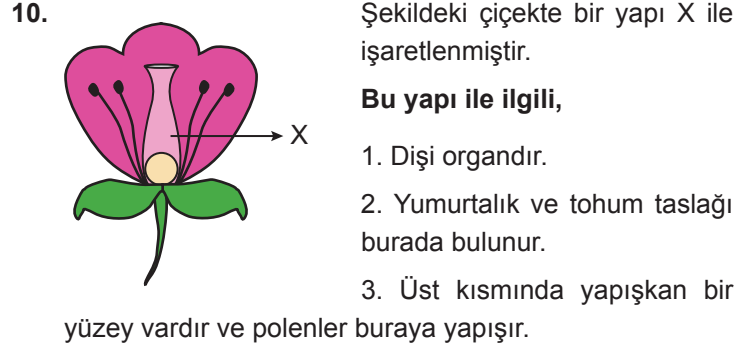 10.
Şekildeki çiçekte bir yapı X ile
işaretlenmiştir.
Bu yapı ile ilgili,
X
1. Dişi organdır.
2. Yumurtalık ve tohum taslağı
burada bulunur.
3. Üst kısmında yapışkan bir
yüzey vardır ve polenler buraya yapışır.